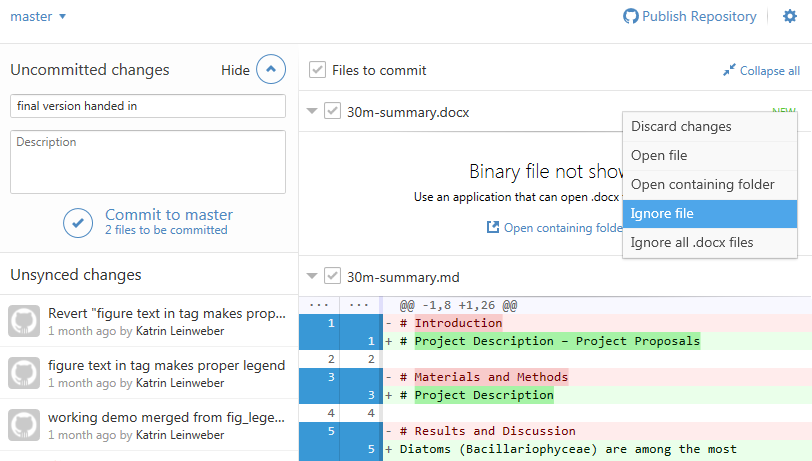 master
Publish Repository
Uncommitted changes
Hide
final version handed in
Description
Commit to master
2 files to be committed
Unsynced changes
Revert "figure text in tag makes prop...
1 month ago by Katrin Leinweber
figure text in tag makes proper legend
1 month ago by Katrin Leinweber
working demo merged from fig_lege...
1 month ago by Katrin Leinweber
Files to commit
Collapse all
30m-summary.docx
NEW
Binary file not show
Use an application that can open .docx
Open containing folde
Discard changes
Open file
Open containing folder
Ignore file
Ignore all .docx files
30m-summary.md
... ... @@ -1,8 +1,26 @@
1 - # Introduction
1 + # Project Description – Project Proposals
2 2
3 - # Materials and Methods
3 + # Project Description
4 4
5 - # Results and Discussion
5 + Diatoms (Bacillariophyceae) are among the most